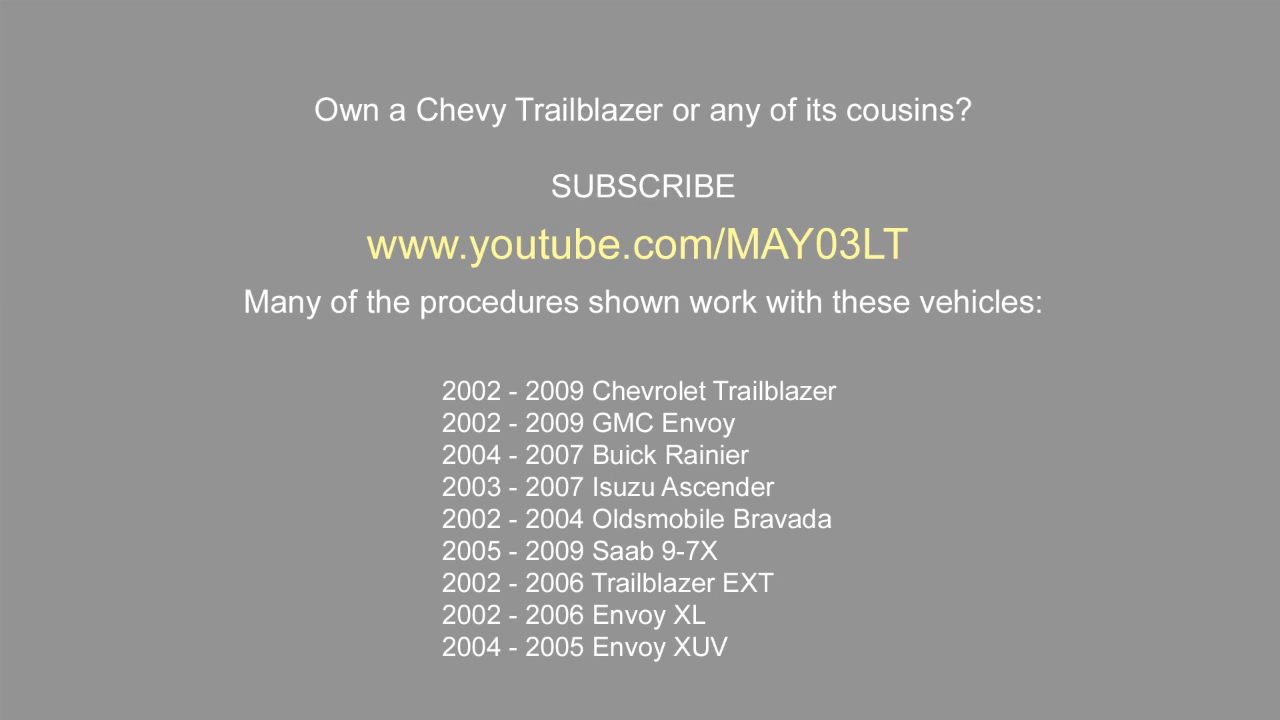 Own a Chevy Trailblazer or any of its cousins?
SUBSCRIBE
www.youtube.com/MAY03LT
Many of the procedures shown work with these vehicles:
2002 - 2009 Chevrolet Trailblazer
2002 - 2009 GMC Envoy
2004 - 2007 Buick Rainier
2003 - 2007 Isuzu Ascender
2002 - 2004 Oldsmobile Bravada
2005 - 2009 Saab 9-7X
2002 - 2006 Trailblazer EXT
2002 - 2006 Envoy XL
2004 - 2005 Envoy XUV